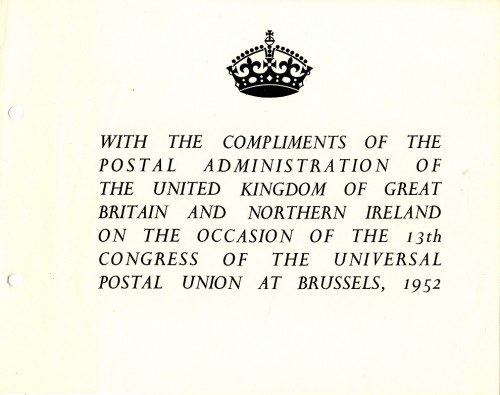 WITH THE COMPLIMENTS OF THE
POSTAL ADMINISTRATION OF
THE UNITED KINGDOM OF GREAT
BRITAIN AND NORTHERN IRELAND
ON THE OCCASION OF THE 13th
CONGRESS OF THE UNIVERSAL
POSTAL UNION AT BRUSSELS, 1952